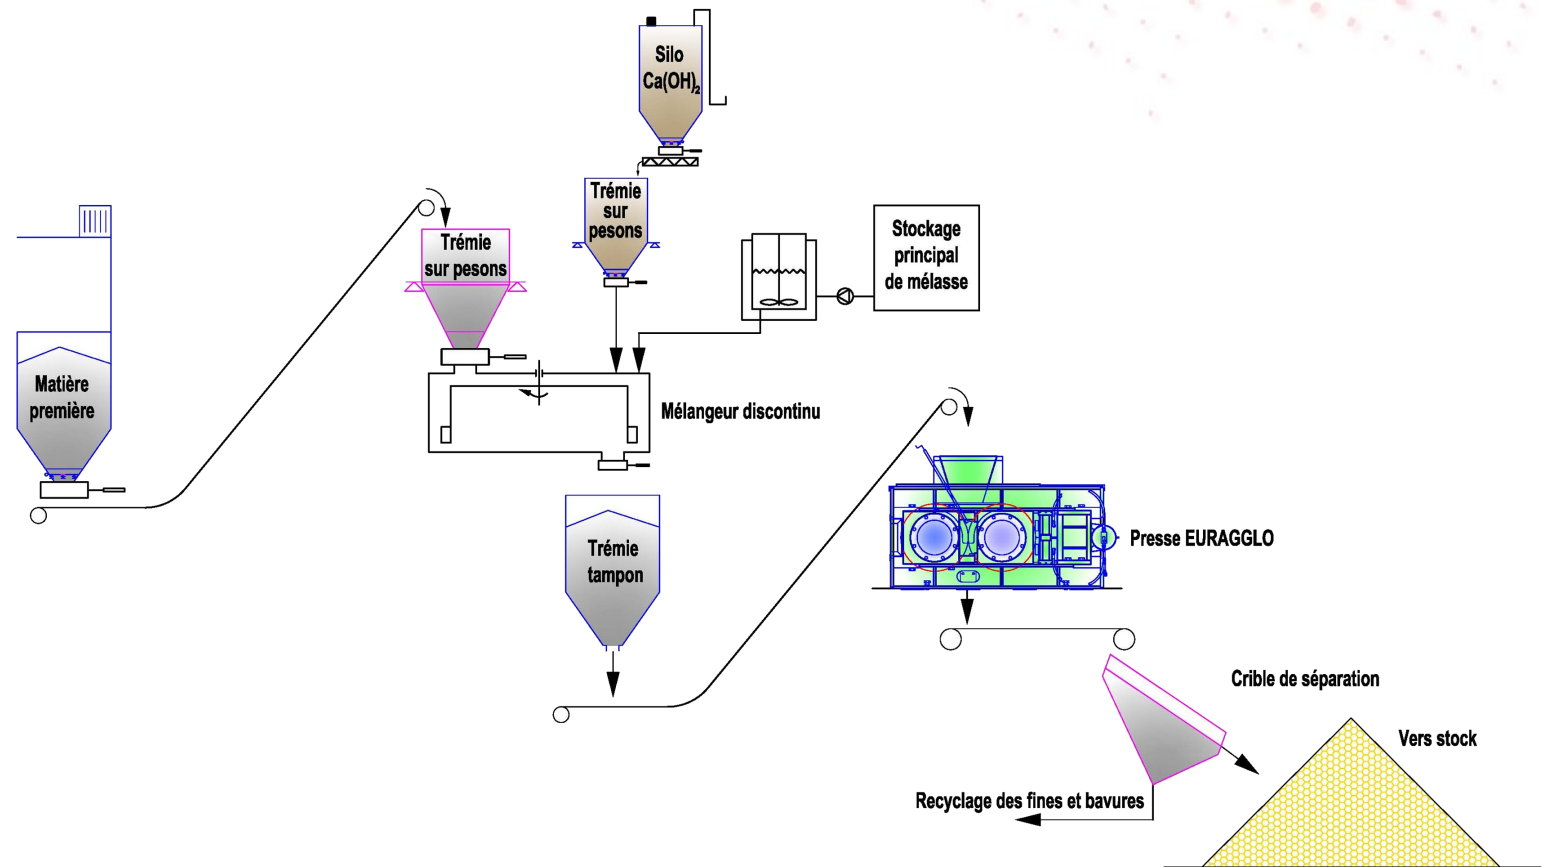 Silo
Ca(OH)₂
Trémie
sur
pesons
Trémie
sur pesons
Stockage
principal
de mélasse
Matière
première
Mélangeur discontinu
Trémie
tampon
Presse EURAGGLO
Crible de séparation
Vers stock
Recyclage des fines et bavures